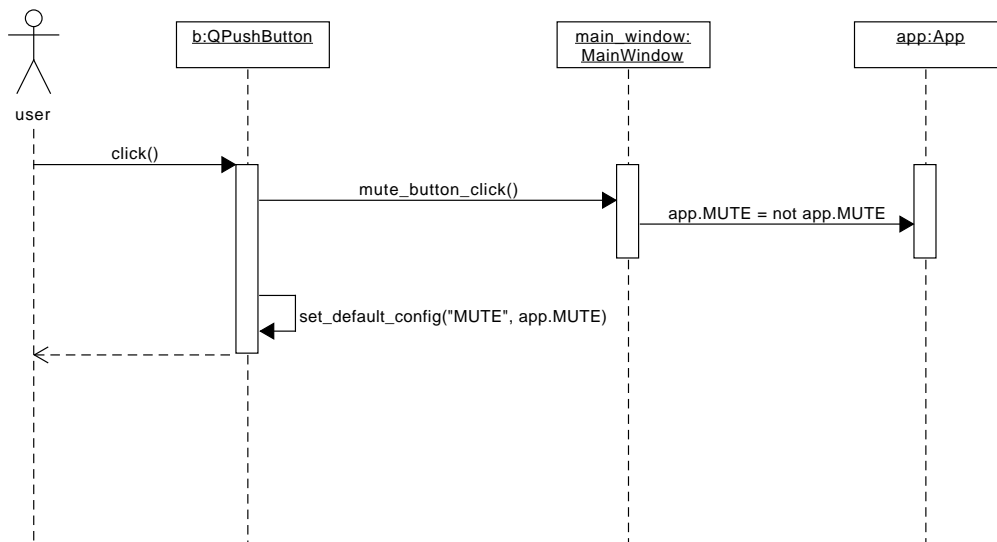 b:QPushButton
main_window:
MainWindow
app:App
user
click()
mute_button_click()
app.MUTE = not app.MUTE
set_default_config("MUTE", app.MUTE)